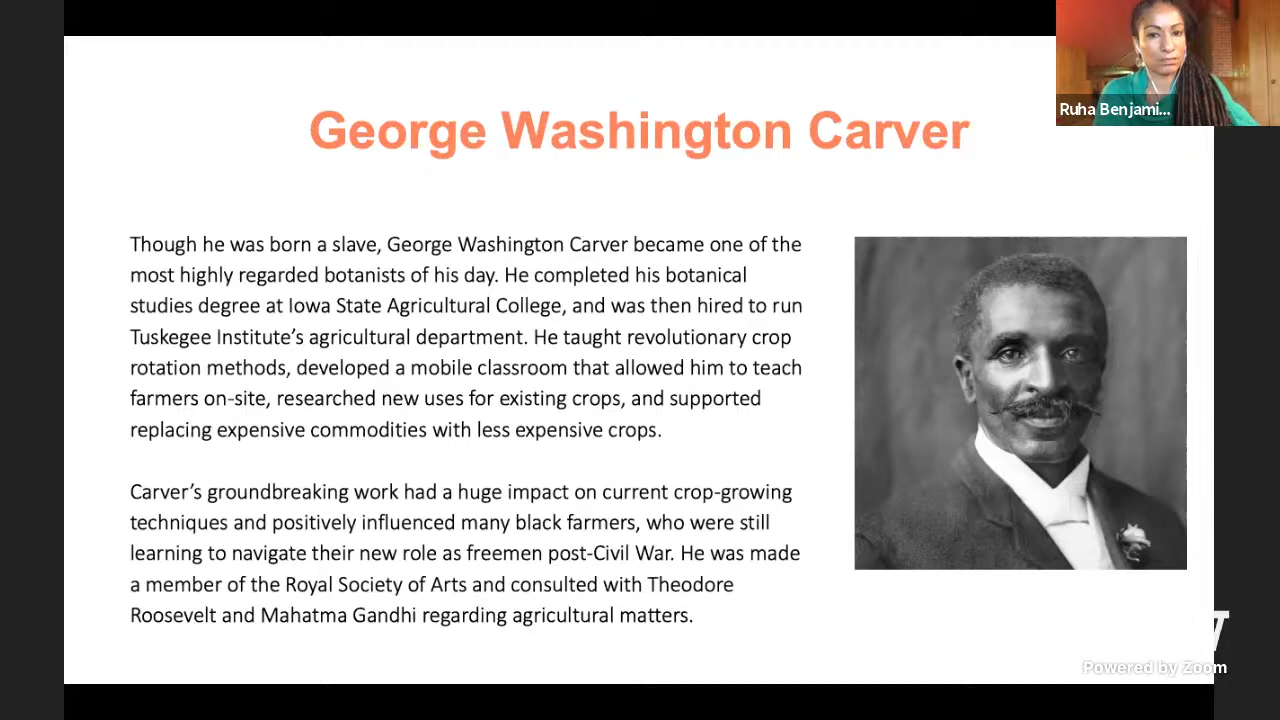 George Washington Carver
Ruha Benjami...
Though he was born a slave, George Washington Carver became one of the
most highly regarded botanists of his day. He completed his botanical
studies degree at Iowa State Agricultural College, and was then hired to run
Tuskegee Institute’s agricultural department. He taught revolutionary crop
rotation methods, developed a mobile classroom that allowed him to teach
farmers on-site, researched new uses for existing crops, and supported
replacing expensive commodities with less expensive crops.
Carver’s groundbreaking work had a huge impact on current crop-growing
techniques and positively influenced many black farmers, who were still
learning to navigate their new role as freemen post-Civil War. He was made
a member of the Royal Society of Arts and consulted with Theodore
Roosevelt and Mahatma Gandhi regarding agricultural matters.
Powered by Zoom